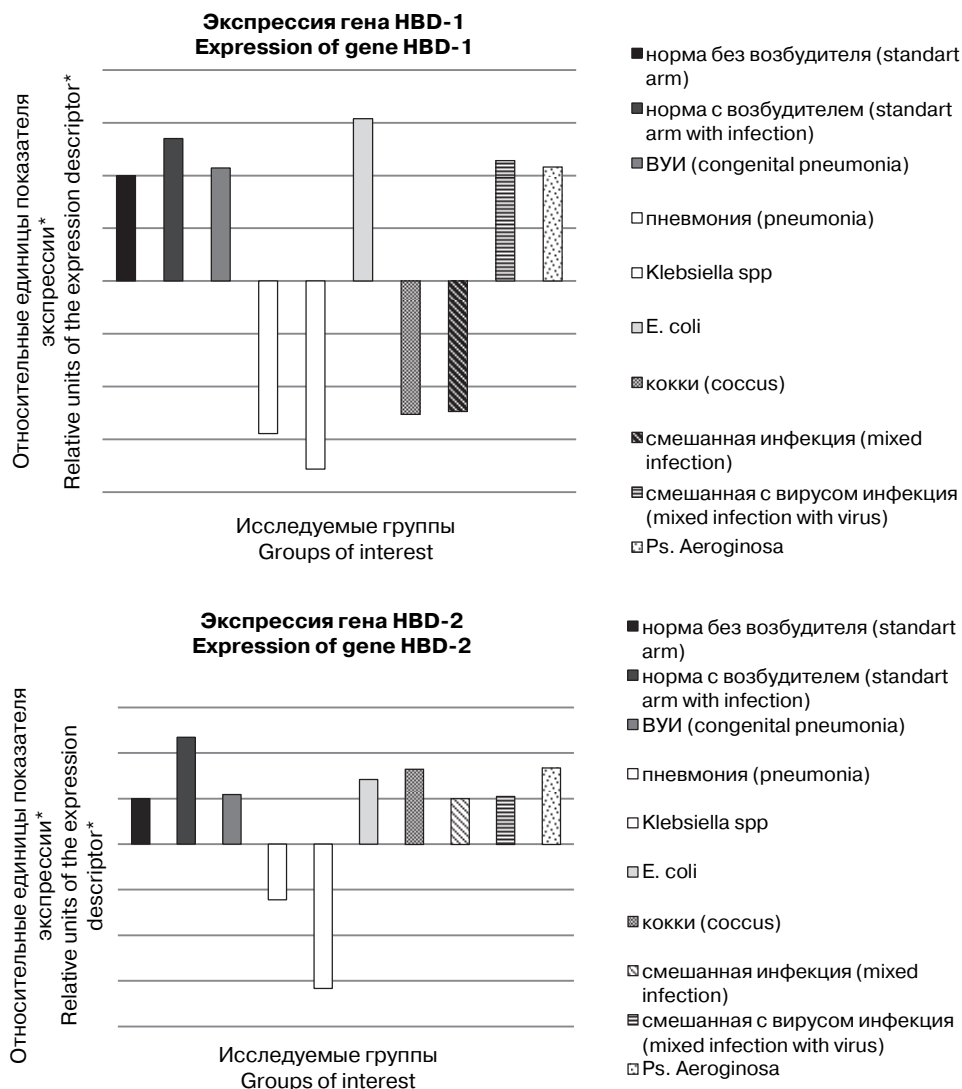 Экспрессия гена HBD-1
Expression of gene HBD-1
Относительные единицы показателя
экспрессии*
Relative units of the expression descriptor*
Исследуемые группы
Groups of interest
норма без возбудителя (standart
arm)
норма с возбудителем (standart
arm with infection)
ВУИ (congenital pneumonia)
пневмония (pneumonia)
Klebsiella spp
E. coli
кокки (coccus)
смешанная инфекция (mixed
infection)
смешанная с вирусом инфекция
(mixed infection with virus)
Ps. Aeroginosa
Экспрессия гена HBD-2
Expression of gene HBD-2
Относительные единицы показателя
экспрессии*
Relative units of the expression
descriptor*
Исследуемые группы
Groups of interest
норма без возбудителя (standart
arm)
норма с возбудителем (standart
arm with infection)
ВУИ (congenital pneumonia)
пневмония (pneumonia)
Klebsiella spp
E. coli
кокки (coccus)
смешанная инфекция (mixed
infection)
смешанная с вирусом инфекция
(mixed infection with virus)
Ps. Aeroginosa